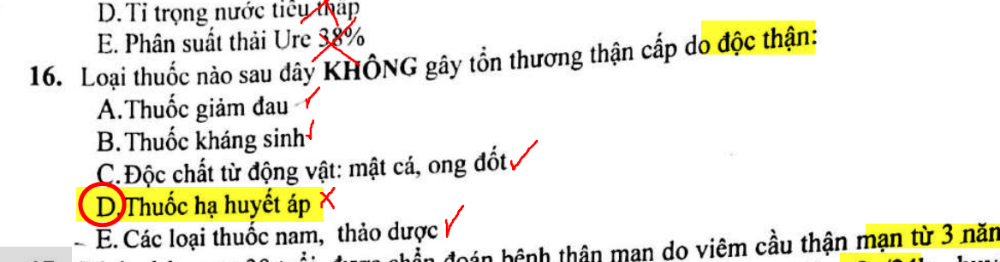 D. Tỉ trọng nước tiểu thấp
E. Phân suất thải Ure 38%
16. Loại thuốc nào sau đây KHÔNG gây tổn thương thận cấp do độc thận:
A. Thuốc giảm đau
B. Thuốc kháng sinh
C. Độc chất từ động vật: mật cá, ong đốt
D. Thuốc hạ huyết áp
E. Các loại thuốc nam, thảo dược
được chẩn đoán bệnh thận mạn do viêm cầu thận mạn từ 3 năm